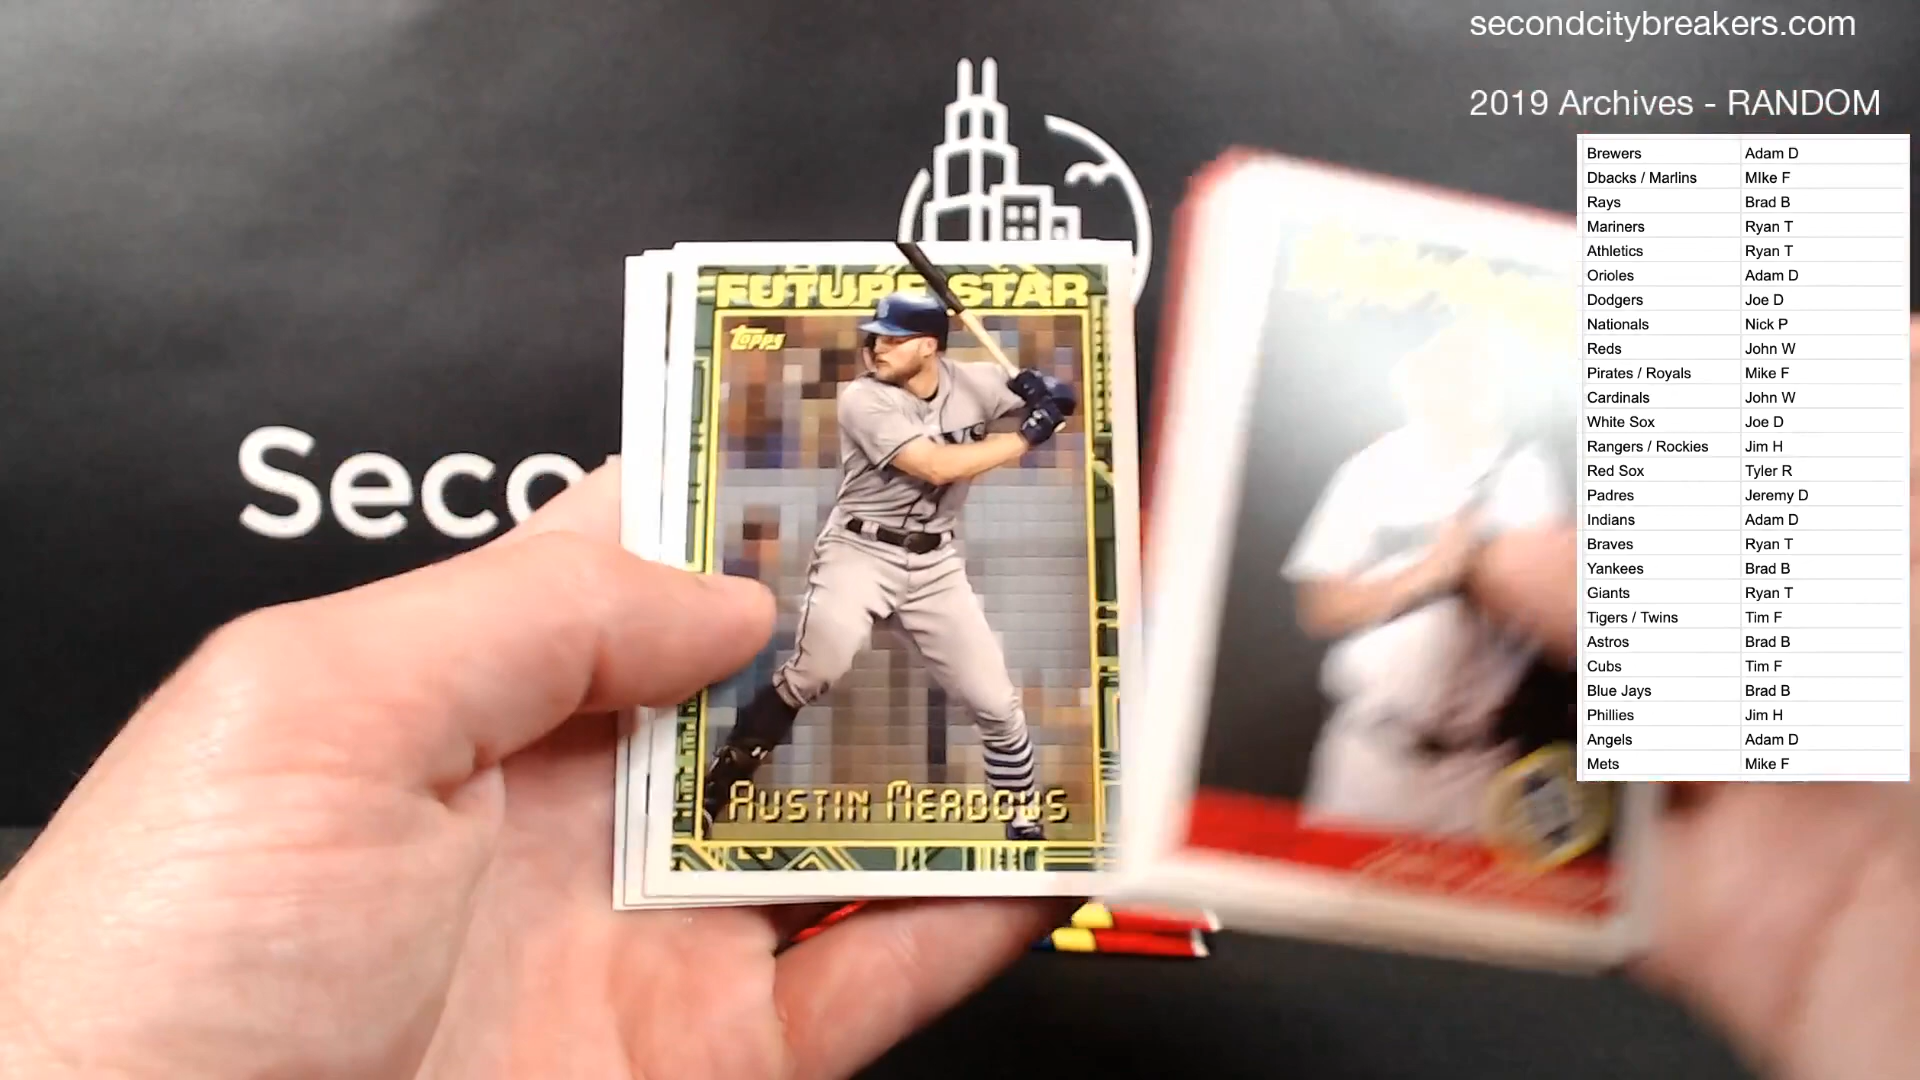 secondcitybreakers.com
2019 Archives - RANDOM
Brewers Adam D
Dbacks / Marlins MIke F
Rays Brad B
Mariners Ryan T
Athletics Ryan T
Orioles Adam D
Dodgers Joe D
Nationals Nick P
Reds John W
Pirates / Royals Mike F
Cardinals John W
White Sox Joe D
Rangers / Rockies Jim H
Red Sox Tyler R
Padres Jeremy D
Indians Adam D
Braves Ryan T
Yankees Brad B
Giants Ryan T
Tigers / Twins Tim F
Astros Brad B
Cubs Tim F
Blue Jays Brad B
Phillies Jim H
Angels Adam D
Mets Mike F
FUTURE STAR
Topps
AUSTIN MEADOWS
Seco